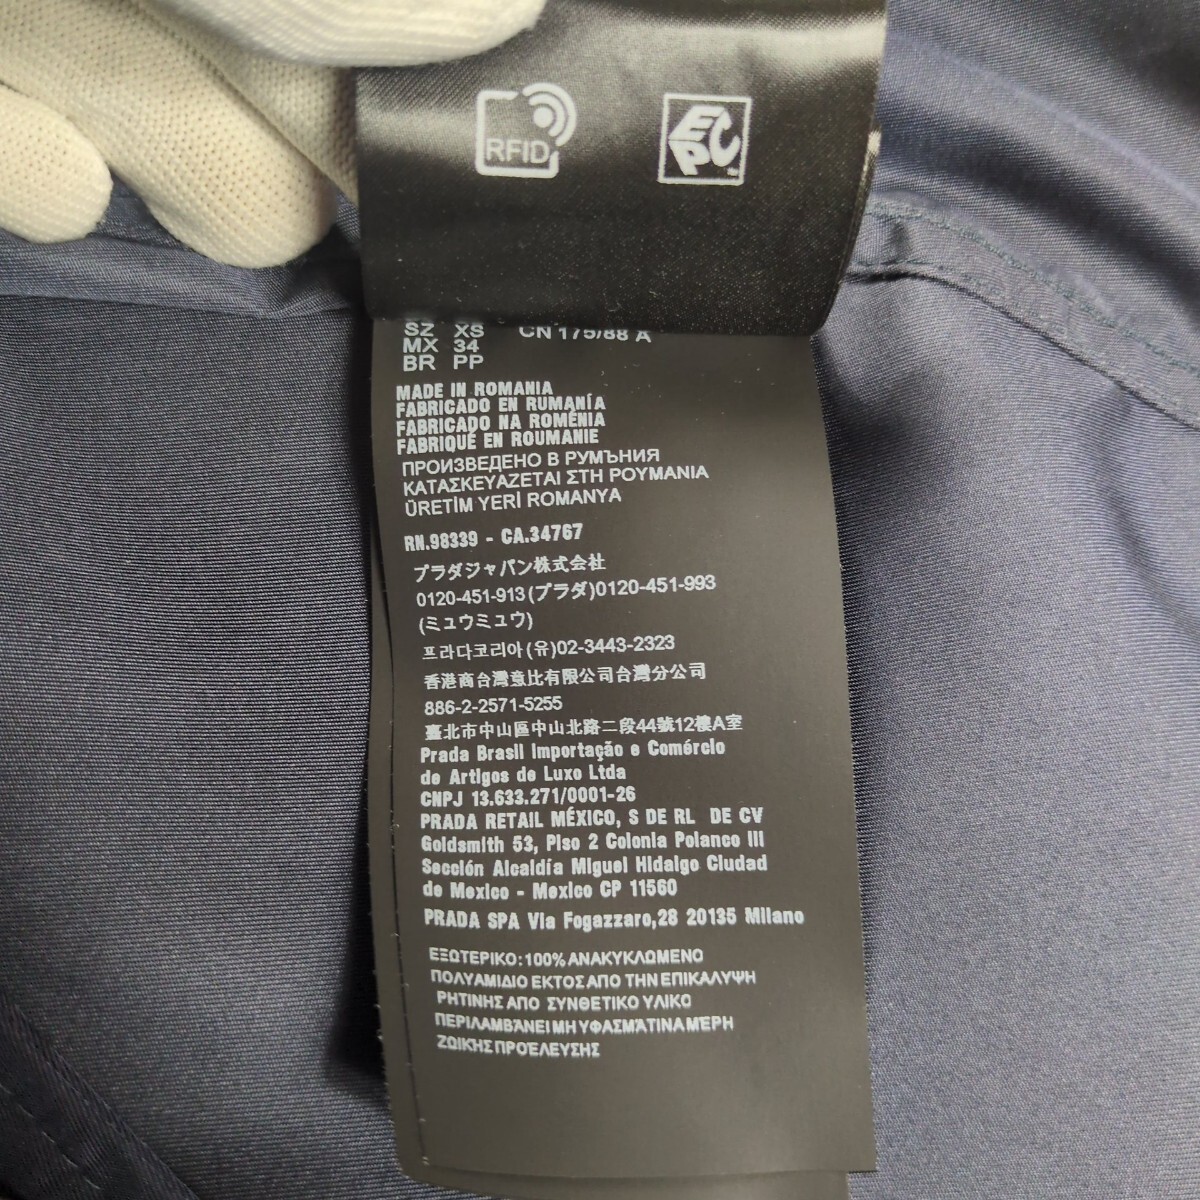 RFID
EPC
SZ XS CN 175/88 A
MX 34
BR PP
MADE IN ROMANIA
FABRICADO EN RUMANÍA
FABRICADO NA ROMÊNIA
FABRIQUÉ EN ROUMANIE
ПРОИЗВЕДЕНО В РУМЪНИЯ
ΚΑΤΑΣΚΕΥΑΖΕΤΑΙ ΣΤΗ ΡΟΥΜΑΝΙΑ
ÜRETİM YERİ ROMANYA
RN.98339 - CA.34767
プラダジャパン株式会社
0120-451-913(プラダ)0120-451-993
(ミュウミュウ)
프라다코리아(유)02-3443-2323
香港商台灣意比有限公司台灣分公司
886-2-2571-5255
臺北市中山區中山北路二段44號12樓A室
Prada Brasil Importação e Comércio
de Artigos de Luxo Ltda
CNPJ 13.633.271/0001-26
PRADA RETAIL MÉXICO, S DE RL DE CV
Goldsmith 53, Piso 2 Colonia Polanco III
Sección Alcaldía Miguel Hidalgo Ciudad
de Mexico - Mexico CP 11560
PRADA SPA Via Fogazzaro,28 20135 Milano
ΕΞΩΤΕΡΙΚΟ:100% ΑΝΑΚΥΚΛΩΜΕΝΟ
ΠΟΛΥΑΜΙΔΙΟ ΕΚΤΟΣ ΑΠΟ ΤΗΝ ΕΠΙΚΑΛΥΨΗ
ΡΗΤΙΝΗΣ ΑΠΟ ΣΥΝΘΕΤΙΚΟ ΥΛΙΚΟ
ΠΕΡΙΛΑΜΒΆΝΕΙ ΜΗ ΥΦΑΣΜΆΤΙΝΑ ΜΈΡΗ
ΖΩΙΚΉΣ ΠΡΟΈΛΕΥΣΗΣ